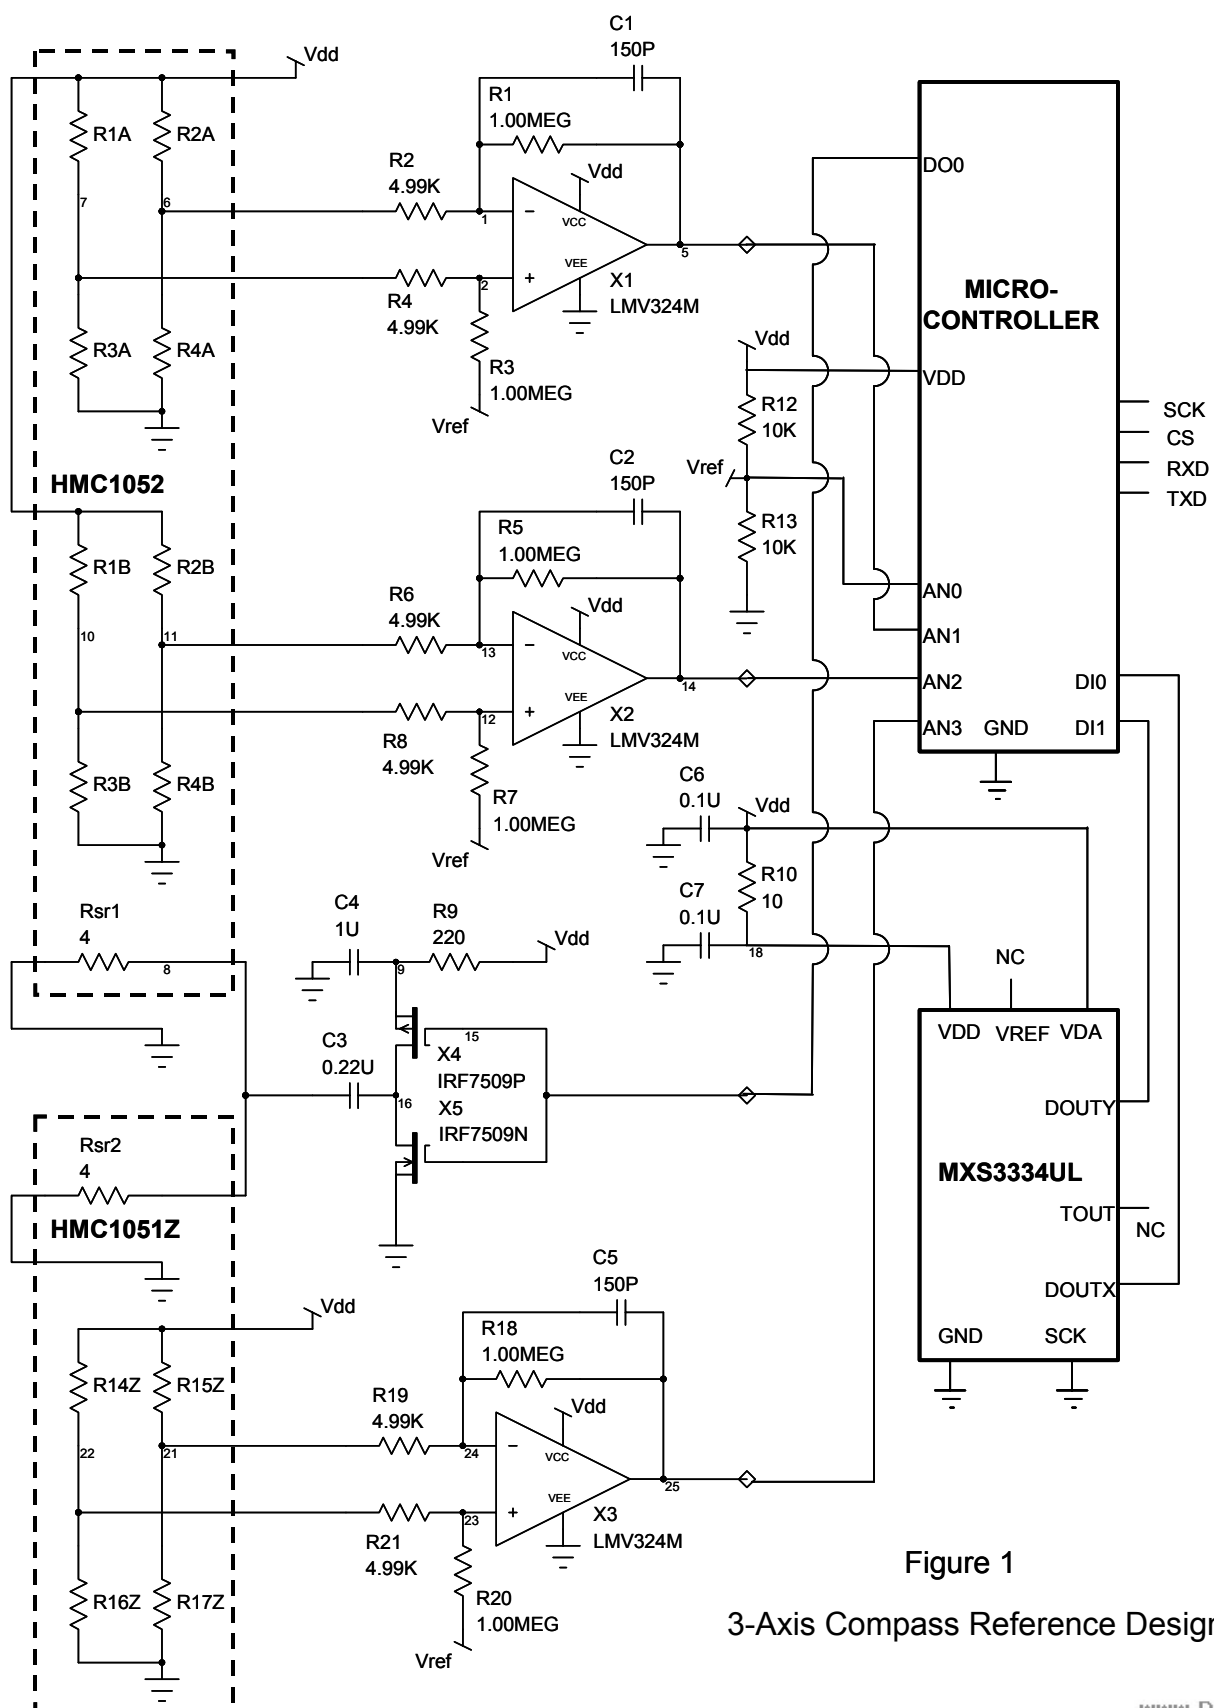 C1
150P
Vdd
R1
1.00MEG
R1A
R2A
R2
4.99K
Vdd
DO0
7
6
1
−
VCC
5
VEE
+
2
X1
LMV324M
R4
4.99K
MICRO-
CONTROLLER
R3A
R4A
R3
1.00MEG
Vref
Vdd
VDD
R12
10K
SCK
CS
RXD
TXD
HMC1052
C2
150P
Vref
R13
10K
R5
1.00MEG
R1B
R2B
R6
4.99K
Vdd
AN0
10
11
13
−
VCC
AN1
14
AN2
DI0
VEE
12
+
X2
LMV324M
AN3
GND
DI1
R8
4.99K
R3B
R4B
R7
1.00MEG
Vref
C6
0.1U
Vdd
R10
10
C7
0.1U
18
Rsr1
4
8
C4
1U
R9
220
Vdd
9
NC
VDD
VREF
VDA
15
C3
0.22U
X4
IRF7509P
16
X5
IRF7509N
DOUTY
Rsr2
4
MXS3334UL
HMC1051Z
TOUT
NC
C5
150P
DOUTX
Vdd
R18
1.00MEG
GND
SCK
R14Z
R15Z
R19
4.99K
Vdd
22
21
24
−
VCC
25
VEE
23
+
X3
LMV324M
R21
4.99K
R16Z
R17Z
R20
1.00MEG
Vref
Figure 1
3-Axis Compass Reference Design